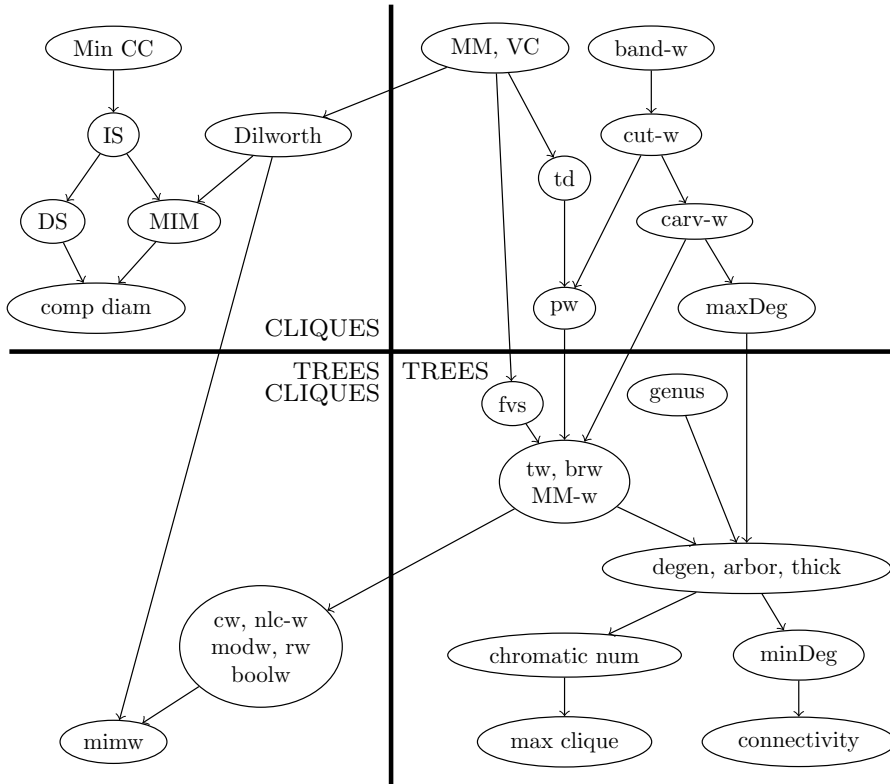 Min CC
MM, VC
band-w
IS
Dilworth
cut-w
td
DS
MIM
carv-w
comp diam
pw
maxDeg
CLIQUES
TREES
CLIQUES
TREES
fvs
genus
tw, brw
MM-w
degen, arbor, thick
cw, nlc-w
modw, rw
boolw
chromatic num
minDeg
mimw
max clique
connectivity